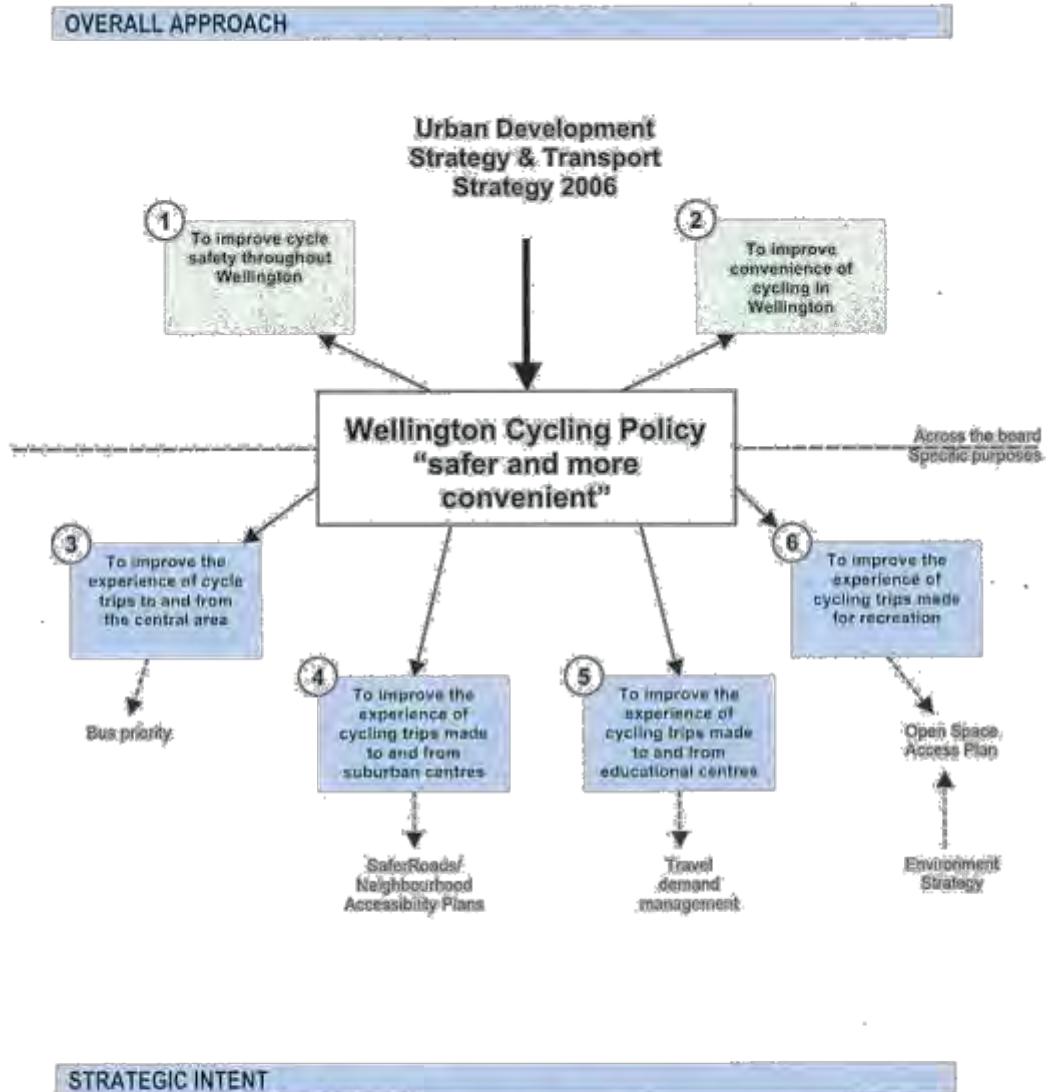 OVERALL APPROACH
Urban Development
Strategy & Transport
Strategy 2006
1
To improve cycle
safety throughout
Wellington
2
To improve
convenience of
cycling in
Wellington
Wellington Cycling Policy
“safer and more
convenient”
Across the board
Specific purposes
3
To improve the
experience of cycle
trips to and from
the central area
6
To improve the
experience of
cycling trips made
for recreation
4
To improve the
experience of
cycling trips made
to and from
suburban centres
5
To improve the
experience of
cycling trips made
to and from
educational centres
Bus priority
Open Space
Access Plan
SaferRoads/
Neighbourhood
Accessibility Plans
Travel
demand
management
Environment
Strategy
STRATEGIC INTENT